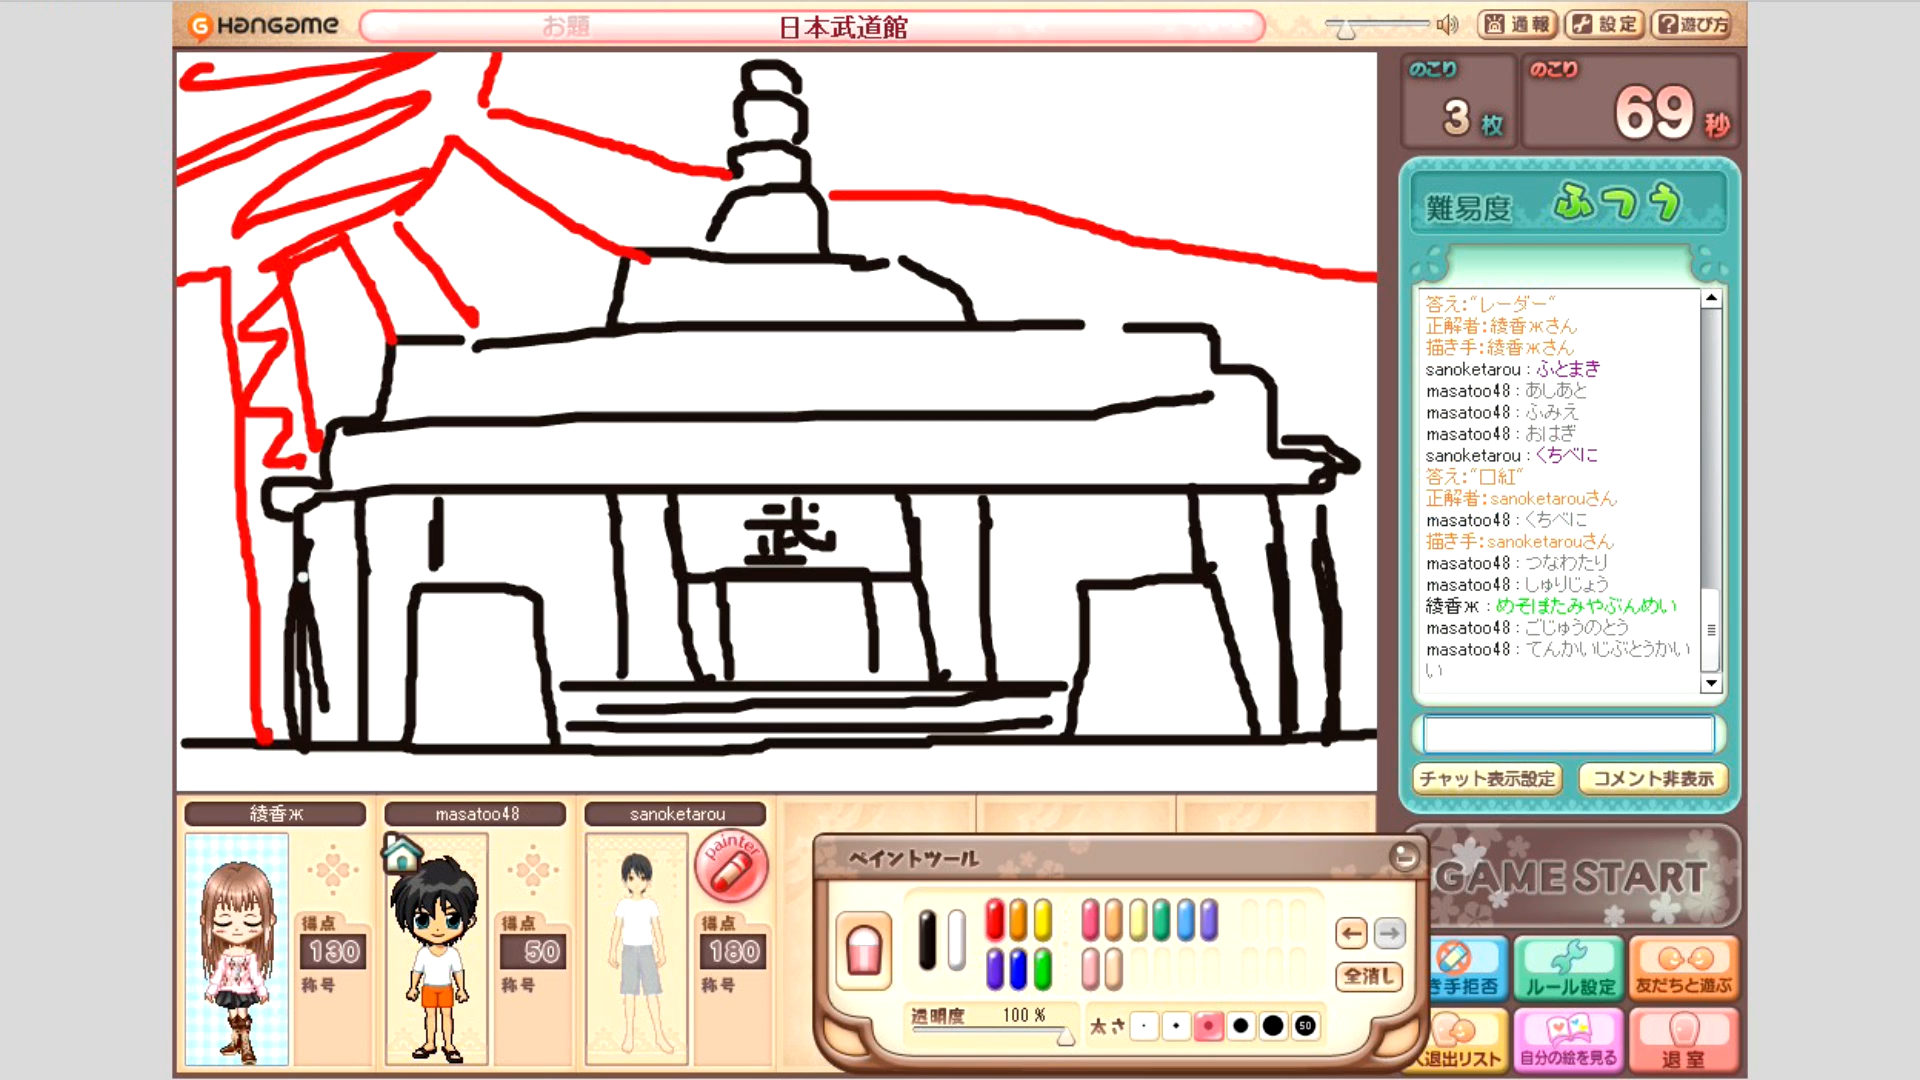 Hangame
お題 日本武道館
通報
設定
遊び方
のこり
3枚
のこり
69秒
難易度 ふつう
答え:"レーダー"
正解者:綾香жさん
描き手:綾香жさん
sanoketarou:ふとまき
masatoo48:あしあと
masatoo48:ふみえ
masatoo48:おはぎ
sanoketarou:くちべに
答え:"口紅"
正解者:sanoketarouさん
masatoo48:くちべに
描き手:sanoketarouさん
masatoo48:つなわたり
masatoo48:しゅりじょう
綾香ж:めそぽたみやぶんめい
masatoo48:ごじゅうのとう
masatoo48:てんかいじぶとうかい
い
チャット表示設定
コメント非表示
武
綾香ж
masatoo48
sanoketarou
painter
得点
130
称号
得点
50
称号
得点
180
称号
ペイントツール
全消し
透明度 100 %
太さ
50
GAME START
き手拒否
ルール設定
友だちと遊ぶ
退出リスト
自分の絵を見る
退室